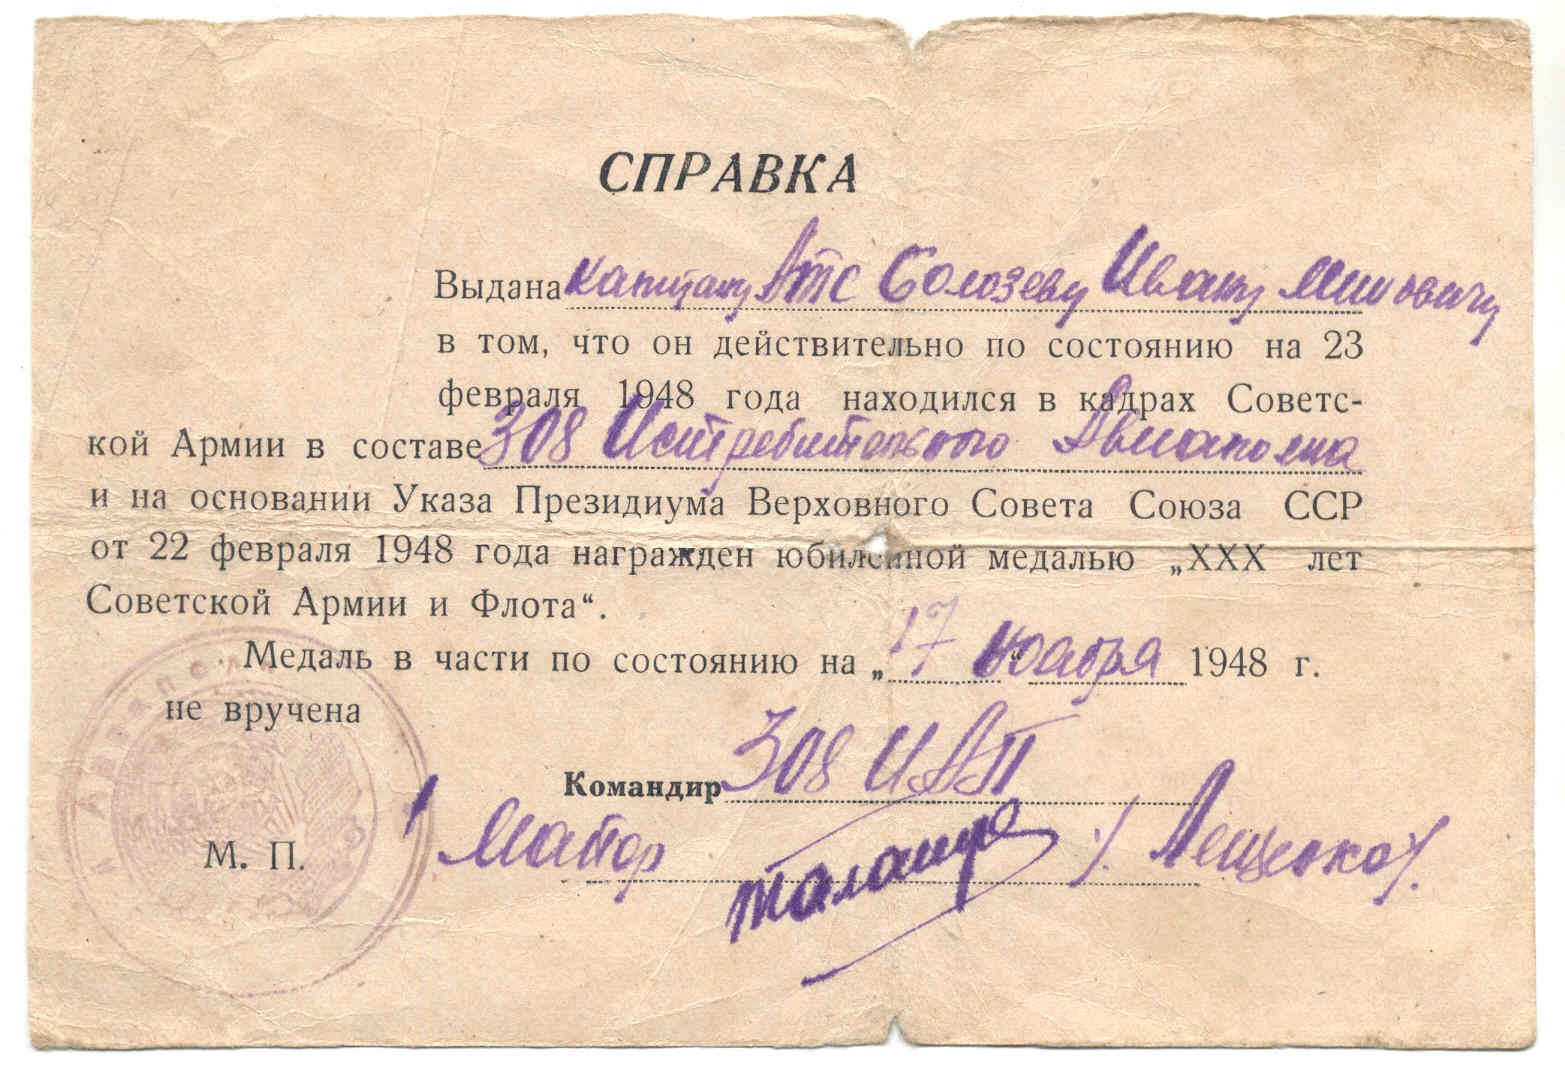 СПРАВКА
Выдана капитану АТС Солозеву Ивану
в том, что он действительно по состоянию на 23
февраля 1948 года находился в кадрах Советс-
кой Армии в составе 308 Истребительного Авиаполка
и на основании Указа Президиума Верховного Совета Союза ССР
от 22 февраля 1948 года награжден юбилейной медалью „XXX лет
Советской Армии и Флота“.
Медаль в части по состоянию на „17“ ноября 1948 г.
не вручена
Командир 308 ИАП
М. П. Майор /Лещенко/.